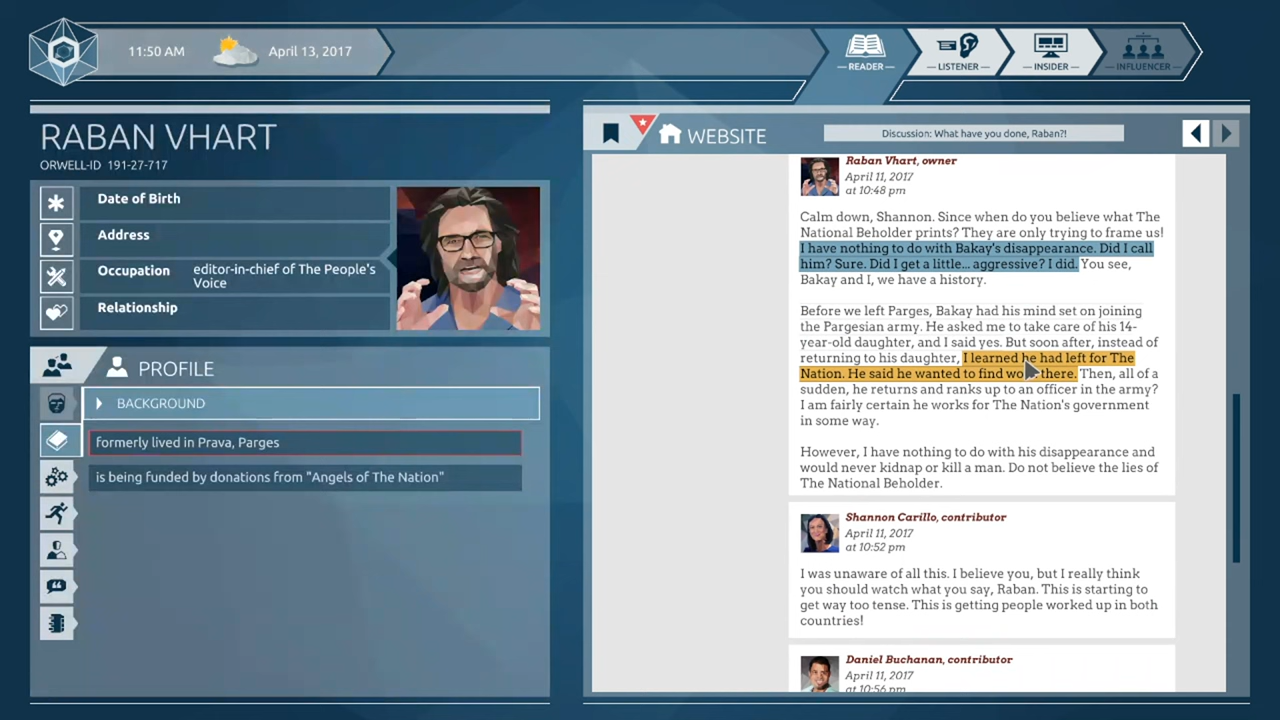 11:50 AM
April 13, 2017
READER
LISTENER
INSIDER
INFLUENCER
RABAN VHART
ORWELL-ID 191-27-717
Date of Birth
Address
Occupation editor-in-chief of The People's
Voice
Relationship
PROFILE
BACKGROUND
formerly lived in Prava, Parges
is being funded by donations from "Angels of The Nation"
WEBSITE
Discussion: What have you done, Raban?!
Raban Vhart, owner
April 11, 2017
at 10:48 pm
Calm down, Shannon. Since when do you believe what The
National Beholder prints? They are only trying to frame us!
I have nothing to do with Bakay's disappearance. Did I call
him? Sure. Did I get a little... aggressive? I did. You see,
Bakay and I, we have a history.
Before we left Parges, Bakay had his mind set on joining
the Pargesian army. He asked me to take care of his 14-
year-old daughter, and I said yes. But soon after, instead of
returning to his daughter, I learned he had left for The
Nation. He said he wanted to find work there. Then, all of a
sudden, he returns and ranks up to an officer in the army?
I am fairly certain he works for The Nation's government
in some way.
However, I have nothing to do with his disappearance and
would never kidnap or kill a man. Do not believe the lies of
The National Beholder.
Shannon Carillo, contributor
April 11, 2017
at 10:52 pm
I was unaware of all this. I believe you, but I really think
you should watch what you say, Raban. This is starting to
get way too tense. This is getting people worked up in both
countries!
Daniel Buchanan, contributor
April 11, 2017
at 10:56 pm